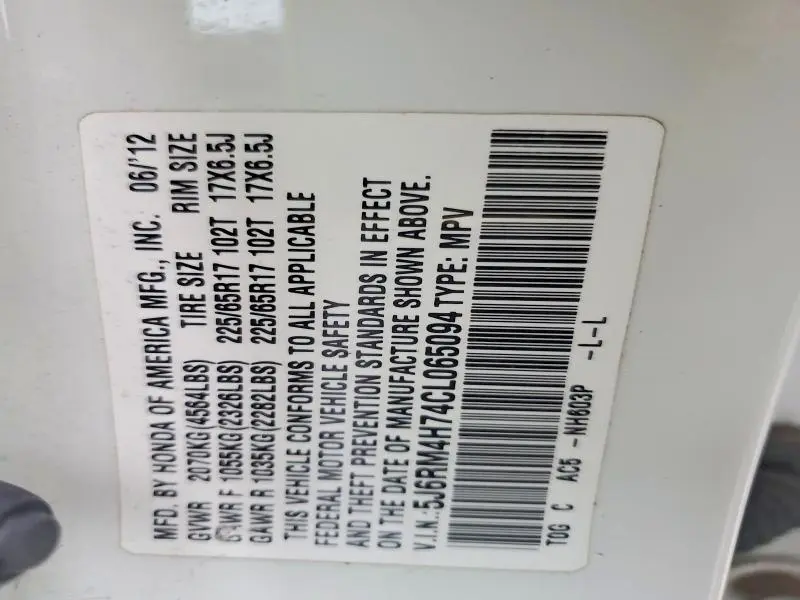 MFD. BY HONDA OF AMERICA MFG., INC. 06/'12
GVWR 2070KG(4564LBS) TIRE SIZE RIM SIZE
GAWR F 1055KG(2326LBS) 225/65R17 102T 17X6.5J
GAWR R 1035KG(2282LBS) 225/65R17 102T 17X6.5J
THIS VEHICLE CONFORMS TO ALL APPLICABLE
FEDERAL MOTOR VEHICLE SAFETY
AND THEFT PREVENTION STANDARDS IN EFFECT
ON THE DATE OF MANUFACTURE SHOWN ABOVE.
V.I.N.:5J6RM4H74CL065094 TYPE: MPV
T0G C AC5 -NH603P -L-L